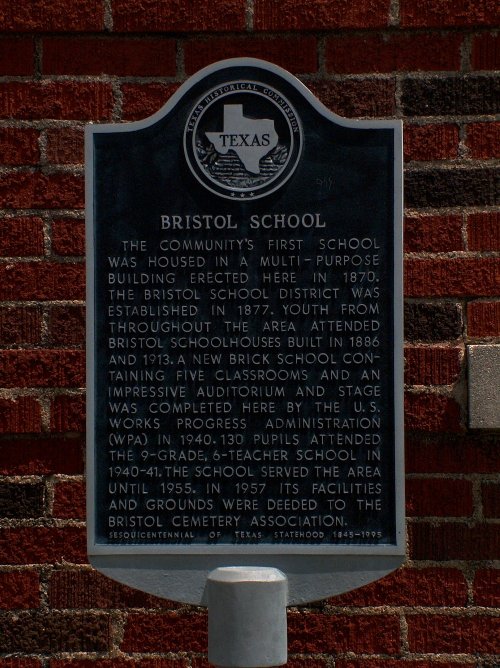 TEXAS HISTORICAL COMMISSION
TEXAS
BRISTOL SCHOOL
THE COMMUNITY'S FIRST SCHOOL
WAS HOUSED IN A MULTI-PURPOSE
BUILDING ERECTED HERE IN 1870.
THE BRISTOL SCHOOL DISTRICT WAS
ESTABLISHED IN 1877. YOUTH FROM
THROUGHOUT THE AREA ATTENDED
BRISTOL SCHOOLHOUSES BUILT IN 1886
AND 1913. A NEW BRICK SCHOOL CON-
TAINING FIVE CLASSROOMS AND AN
IMPRESSIVE AUDITORIUM AND STAGE
WAS COMPLETED HERE BY THE U.S.
WORKS PROGRESS ADMINISTRATION
(WPA) IN 1940. 130 PUPILS ATTENDED
THE 9-GRADE, 6-TEACHER SCHOOL IN
1940-41. THE SCHOOL SERVED THE AREA
UNTIL 1955. IN 1957 ITS FACILITIES
AND GROUNDS WERE DEEDED TO THE
BRISTOL CEMETERY ASSOCIATION.
SESQUICENTENNIAL OF TEXAS STATEHOOD 1845-1995